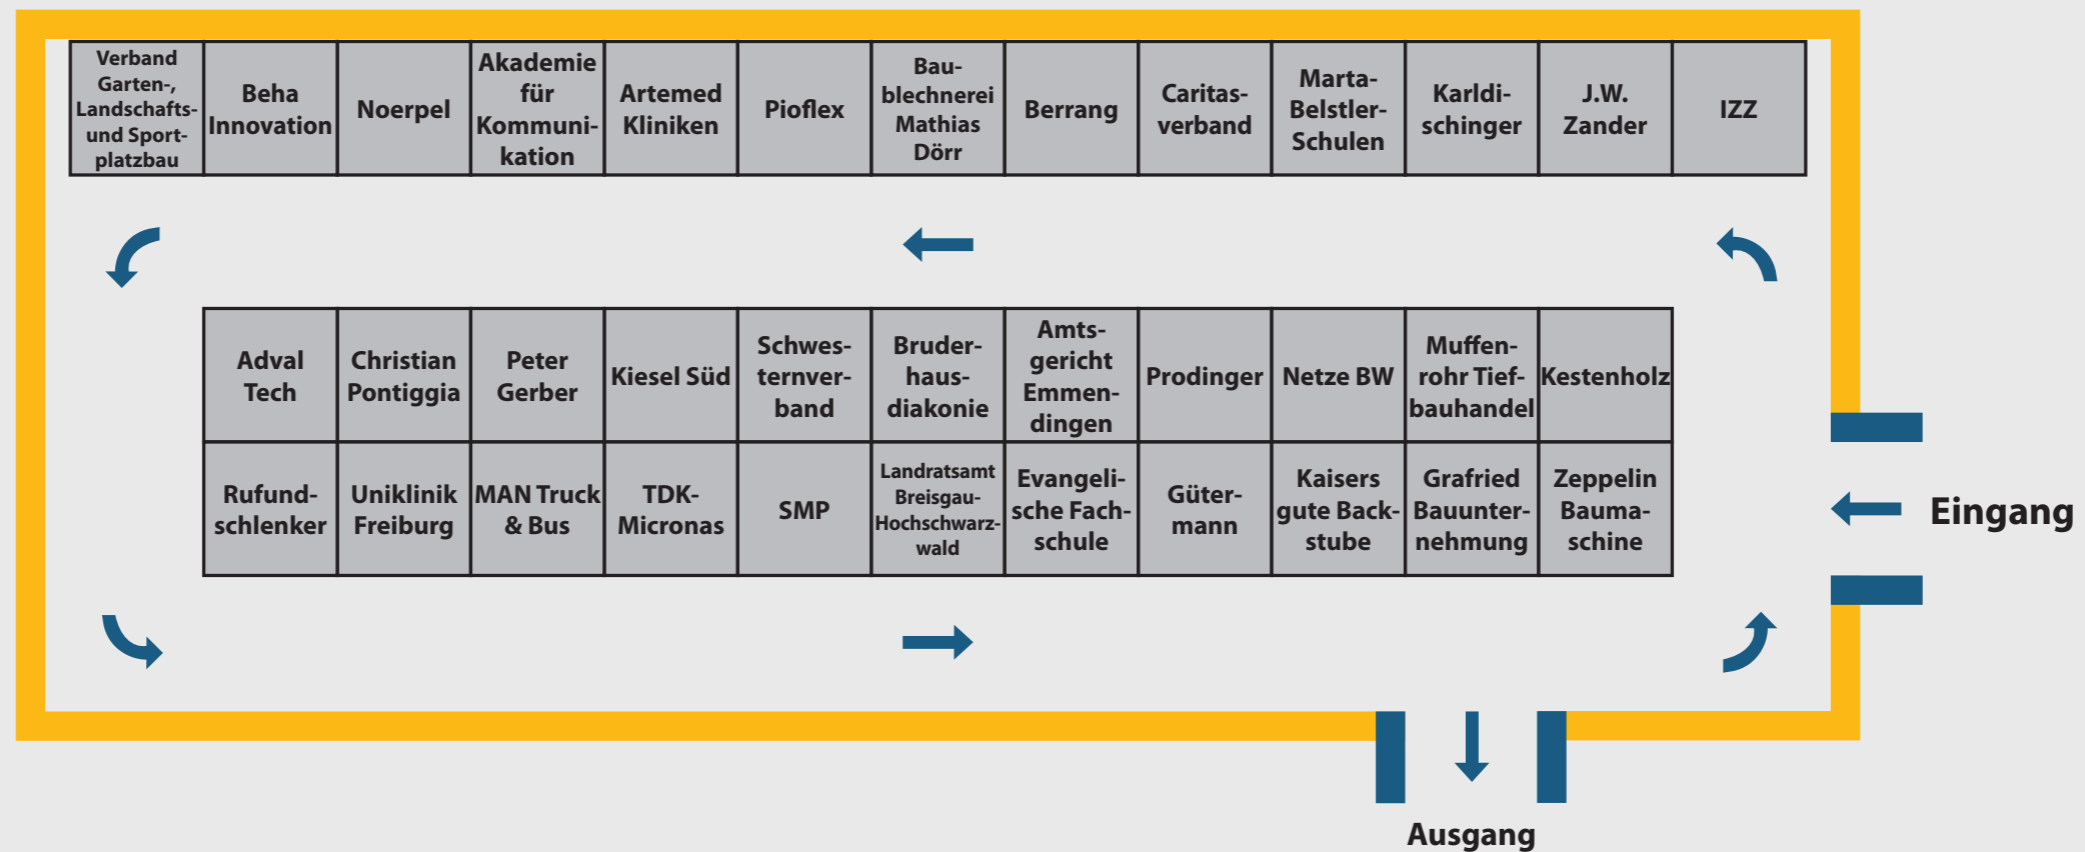 Verband
Garten-,
Landschafts-
und Sport-
platzbau
Beha
Innovation
Noerpel
Akademie
für
Kommuni-
kation
Artemed
Kliniken
Pioflex
Bau-
blechnerei
Mathias
Dörr
Berrang
Caritas-
verband
Marta-
Belstler-
Schulen
Karldi-
schinger
J.W.
Zander
IZZ
Adval
Tech
Christian
Pontiggia
Peter
Gerber
Kiesel Süd
Schwes-
ternver-
band
Bruder-
haus-
diakonie
Amts-
gericht
Emmen-
dingen
Prodinger
Netze BW
Muffen-
rohr Tief-
bauhandel
Kestenholz
Rufund-
schlenker
Uniklinik
Freiburg
MAN Truck
& Bus
TDK-
Micronas
SMP
Landratsamt
Breisgau-
Hochschwarz-
wald
Evangeli-
sche Fach-
schule
Güter-
mann
Kaisers
gute Back-
stube
Grafried
Bauunter-
nehmung
Zeppelin
Bauma-
schine
Eingang
Ausgang